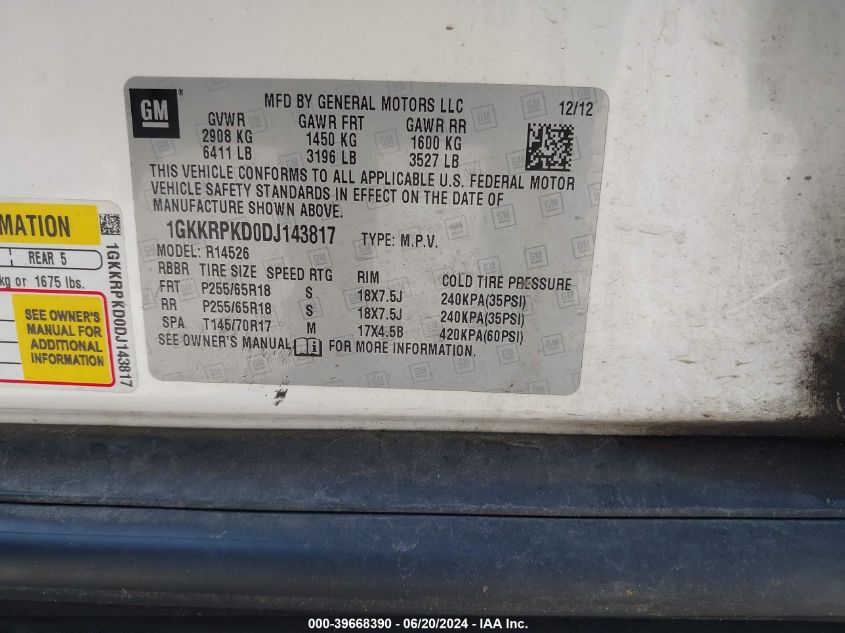 GM
MFD BY GENERAL MOTORS LLC 12/12
GVWR GAWR FRT GAWR RR
2908 KG 1450 KG 1600 KG
6411 LB 3196 LB 3527 LB
THIS VEHICLE CONFORMS TO ALL APPLICABLE U.S. FEDERAL MOTOR
VEHICLE SAFETY STANDARDS IN EFFECT ON THE DATE OF
MANUFACTURE SHOWN ABOVE.
1GKKRPKD0DJ143817 TYPE: M.P.V.
MODEL: R14526
RBBR TIRE SIZE SPEED RTG RIM COLD TIRE PRESSURE
FRT P255/65R18 S 18X7.5J 240KPA(35PSI)
RR P255/65R18 S 18X7.5J 240KPA(35PSI)
SPA T145/70R17 M 17X4.5B 420KPA(60PSI)
SEE OWNER'S MANUAL FOR MORE INFORMATION.
MATION
REAR 5
kg or 1675 lbs.
SEE OWNER'S
MANUAL FOR
ADDITIONAL
INFORMATION
1GKKRPKD0DJ143817
000-39668390 - 06/20/2024 - IAA Inc.